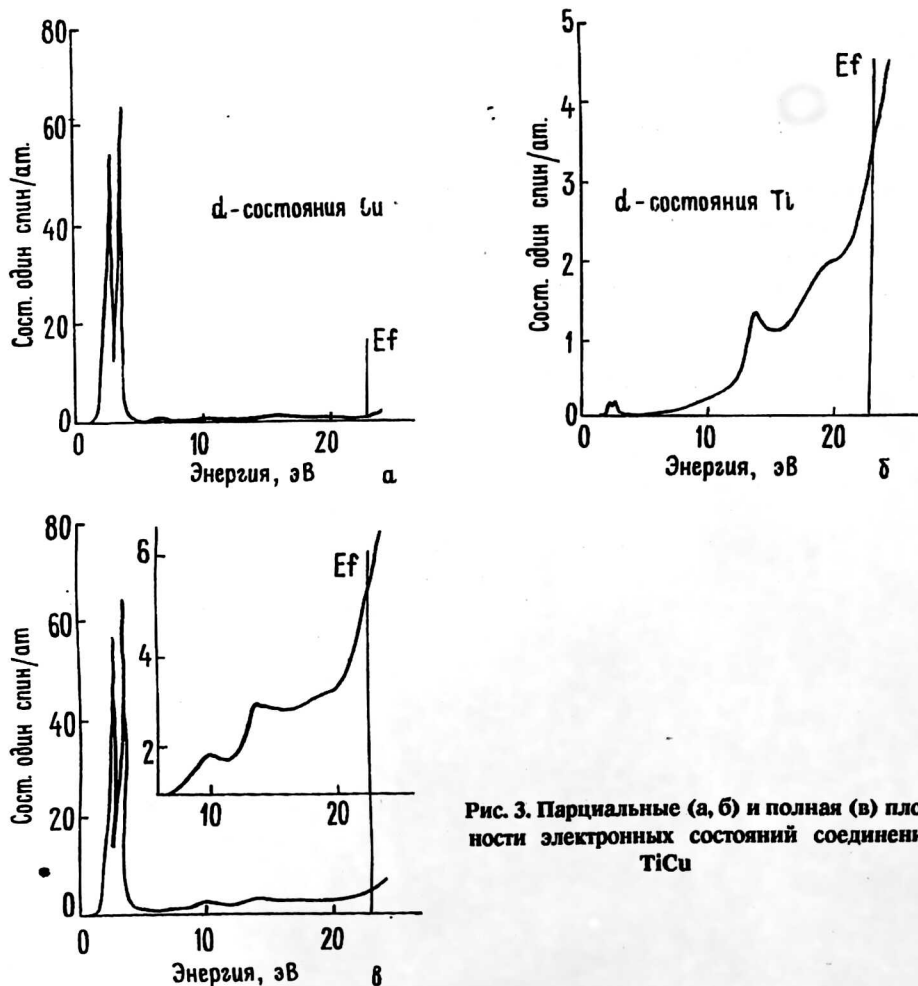 80
60
40
20
0
Сост. один спин/ат.
d-состояния Cu
Ef
0
10
20
Энергия, эВ
а
5
4
3
2
1
0
Сост. один спин/ат.
Ef
d-состояния Ti
0
10
20
Энергия, эВ
б
80
60
40
20
0
Сост. один спин/ат
6
4
2
Ef
10
20
0
10
20
Энергия, эВ
в
Рис. 3. Парциальные (а, б) и полная (в) пло
ности электронных состояний соединен
TiCu